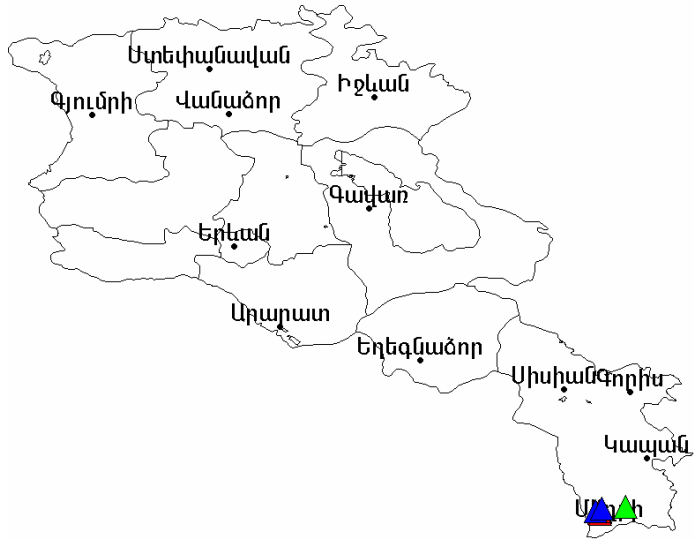 Ստեփանավան
Իջևան
Գյումրի
Վանաձոր
Գավառ
Երևան
Արարատ
Եղեգնաձոր
Սիսիան
Գորիս
Կապան